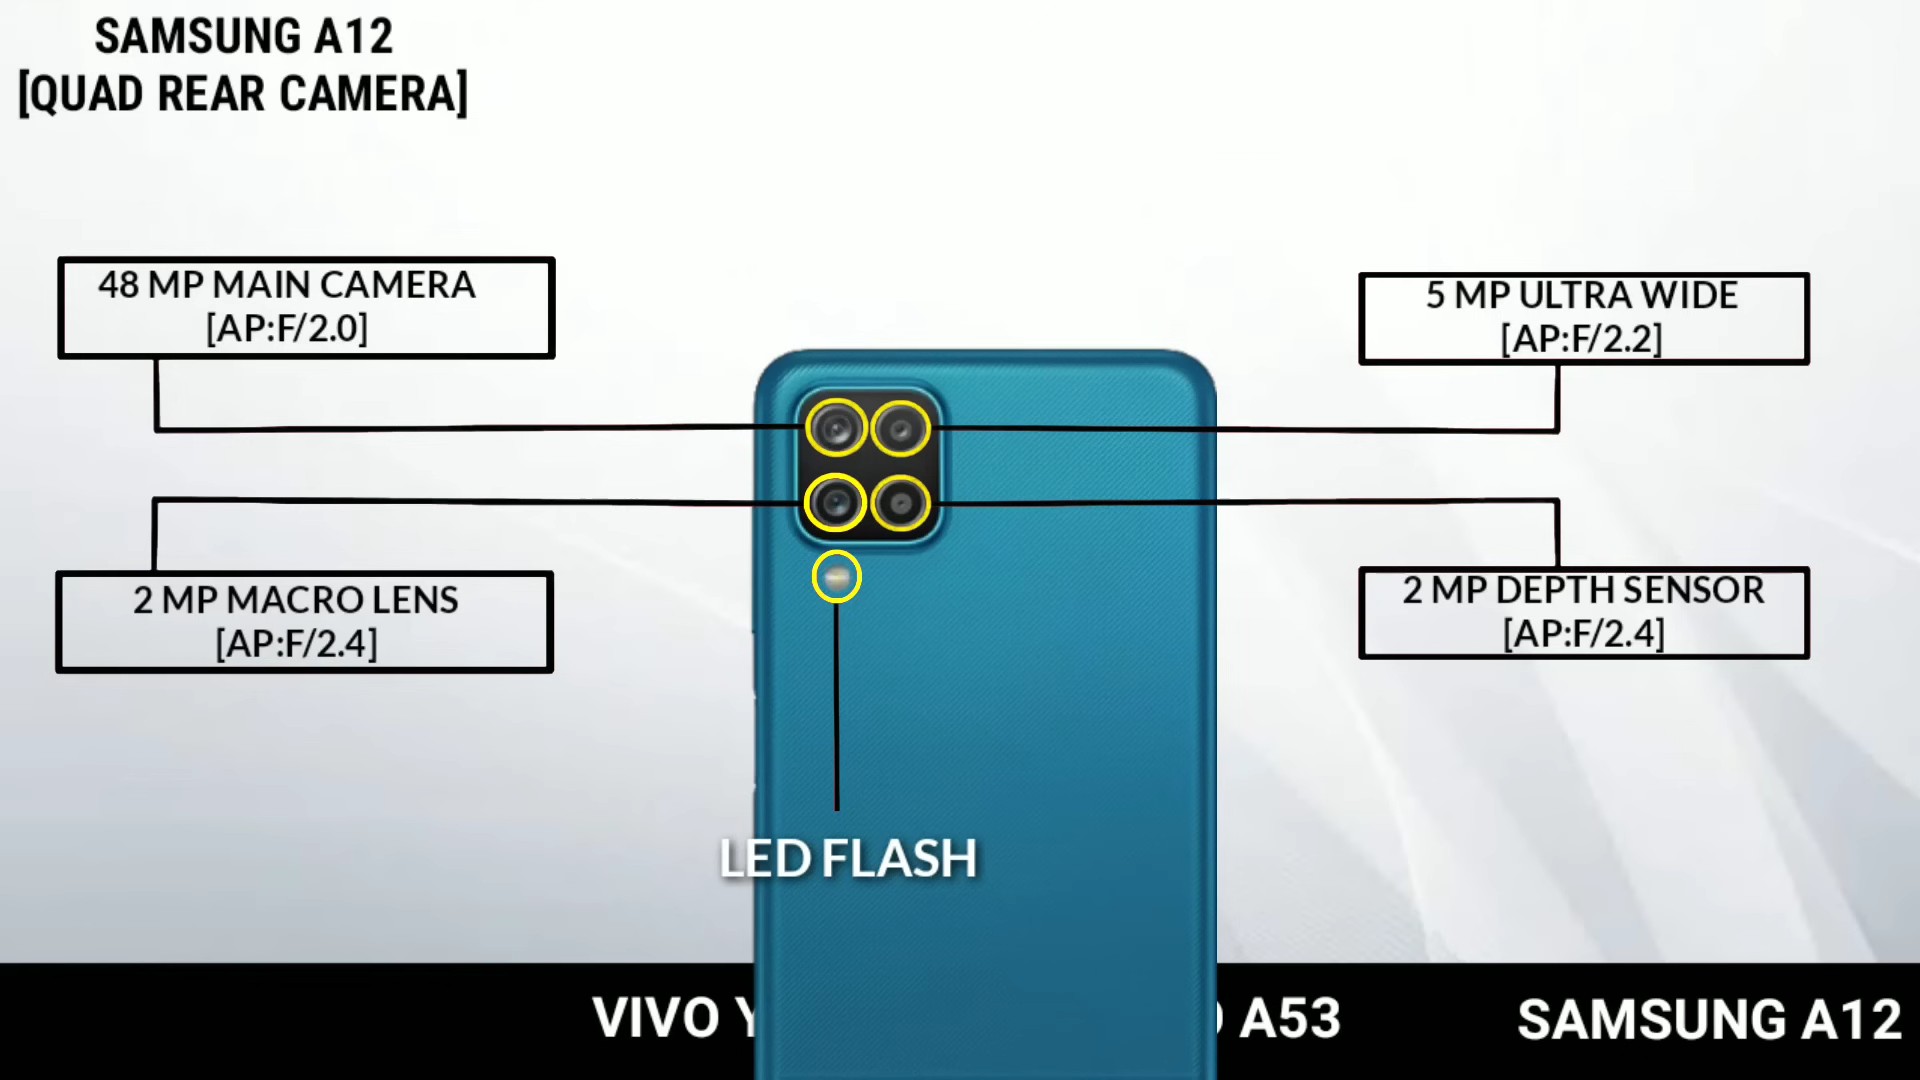 SAMSUNG A12
[QUAD REAR CAMERA]
48 MP MAIN CAMERA
[AP:F/2.0]
5 MP ULTRA WIDE
[AP:F/2.2]
2 MP MACRO LENS
[AP:F/2.4]
2 MP DEPTH SENSOR
[AP:F/2.4]
LED FLASH
VIVO
A53
SAMSUNG A12